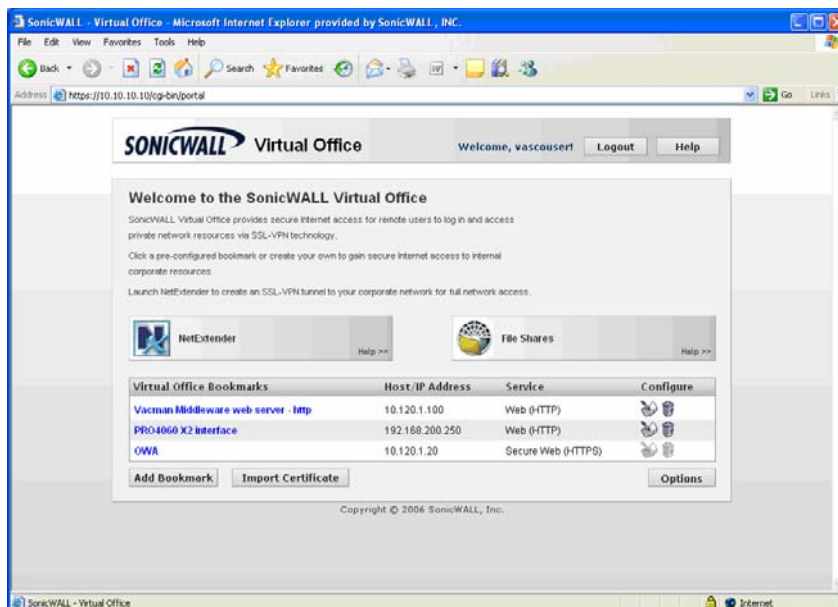 SonicWALL - Virtual Office - Microsoft Internet Explorer provided by SonicWALL, INC.
File Edit View Favorites Tools Help
Back Search Favorites
Address https://10.10.10.10/cgi-bin/portal Go Links
SONICWALL Virtual Office Welcome, vascouser! Logout Help
Welcome to the SonicWALL Virtual Office
SonicWALL Virtual Office provides secure Internet access for remote users to log in and access
private network resources via SSL-VPN technology.
Click a pre-configured bookmark or create your own to gain secure Internet access to internal
corporate resources
Launch NetExtender to create an SSL-VPN tunnel to your corporate network for full network access.
NetExtender Help >> File Shares Help >>
Virtual Office Bookmarks Host/IP Address Service Configure
Vacman Middleware web server - http 10.120.1.100 Web (HTTP)
PRO4060 X2 interface 192.168.200.250 Web (HTTP)
OWA 10.120.1.20 Secure Web (HTTPS)
Add Bookmark Import Certificate Options
Copyright © 2006 SonicWALL, Inc.
SonicWALL - Virtual Office Internet